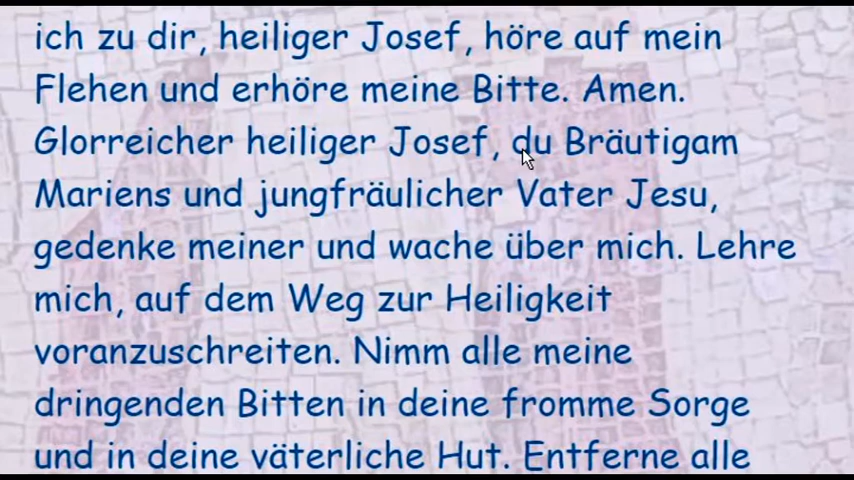 ich zu dir, heiliger Josef, höre auf mein
Flehen und erhöre meine Bitte. Amen.
Glorreicher heiliger Josef, du Bräutigam
Mariens und jungfräulicher Vater Jesu,
gedenke meiner und wache über mich. Lehre
mich, auf dem Weg zur Heiligkeit
voranzuschreiten. Nimm alle meine
dringenden Bitten in deine fromme Sorge
und in deine väterliche Hut. Entferne alle